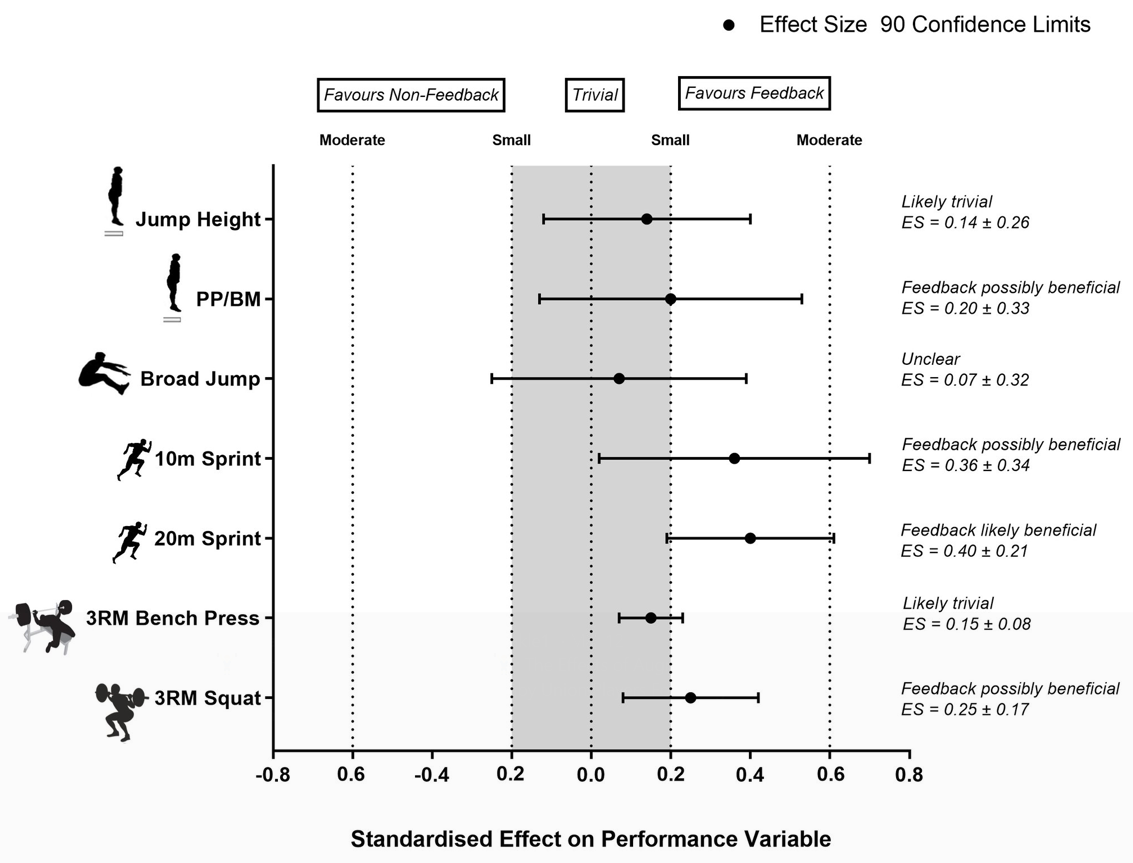 Effect Size 90 Confidence Limits
Favours Non-Feedback
Trivial
Favours Feedback
Moderate
Small
Small
Moderate
Jump Height
Likely trivial
ES = 0.14 ± 0.26
PP/BM
Feedback possibly beneficial
ES = 0.20 ± 0.33
Broad Jump
Unclear
ES = 0.07 ± 0.32
10m Sprint
Feedback possibly beneficial
ES = 0.36 ± 0.34
20m Sprint
Feedback likely beneficial
ES = 0.40 ± 0.21
3RM Bench Press
Likely trivial
ES = 0.15 ± 0.08
3RM Squat
Feedback possibly beneficial
ES = 0.25 ± 0.17
-0.8 0.6 -0.4 0.2 0.0 0.2 0.4 0.6 0.8
Standardised Effect on Performance Variable